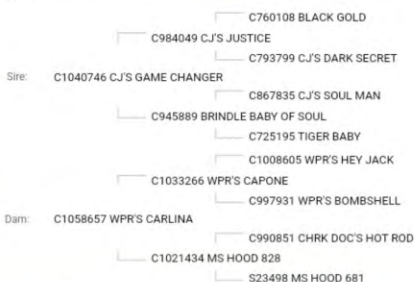 C760108 BLACK GOLD
C984049 CJ'S JUSTICE
C793799 CJ'S DARK SECRET
Sire: C1040746 CJ'S GAME CHANGER
C867835 CJ'S SOUL MAN
C945889 BRINDLE BABY OF SOUL
C725195 TIGER BABY
C1008605 WPR'S HEY JACK
C1033266 WPR'S CAPONE
C997931 WPR'S BOMBSHELL
Dam: C1058657 WPR'S CARLINA
C990851 CHRK DOC'S HOT ROD
C1021434 MS HOOD 828
S23498 MS HOOD 681